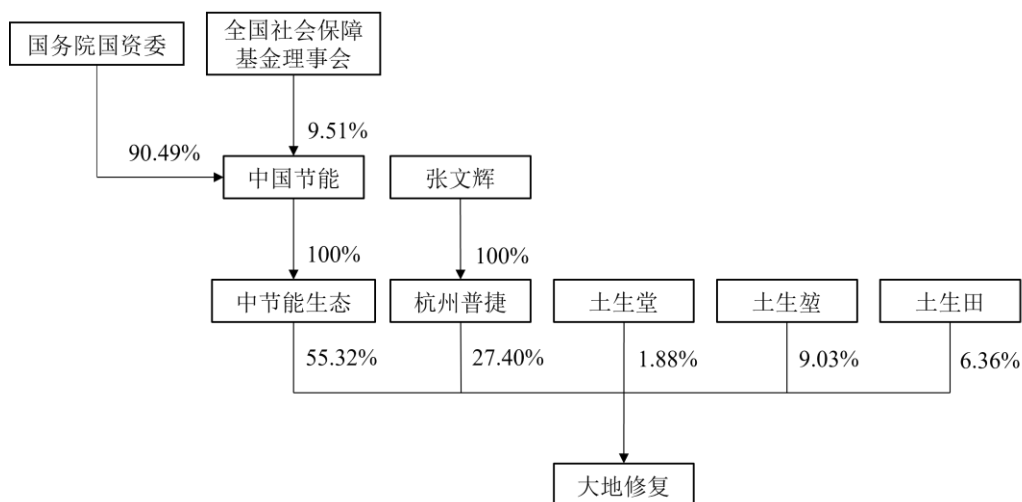 国务院国资委
全国社会保障
基金理事会
9.51%
90.49%
中国节能
张文辉
100%
100%
中节能生态
杭州普捷
土生堂
土生堃
土生田
55.32%
27.40%
1.88%
9.03%
6.36%
大地修复